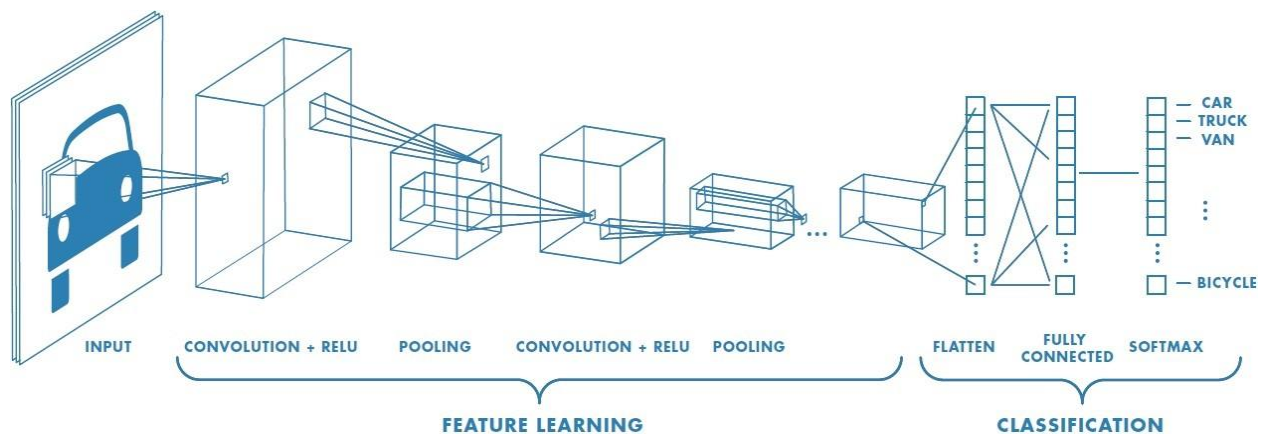 CAR
TRUCK
VAN
BICYCLE
INPUT
CONVOLUTION + RELU
POOLING
CONVOLUTION + RELU
POOLING
FLATTEN
FULLY
CONNECTED
SOFTMAX
FEATURE LEARNING
CLASSIFICATION